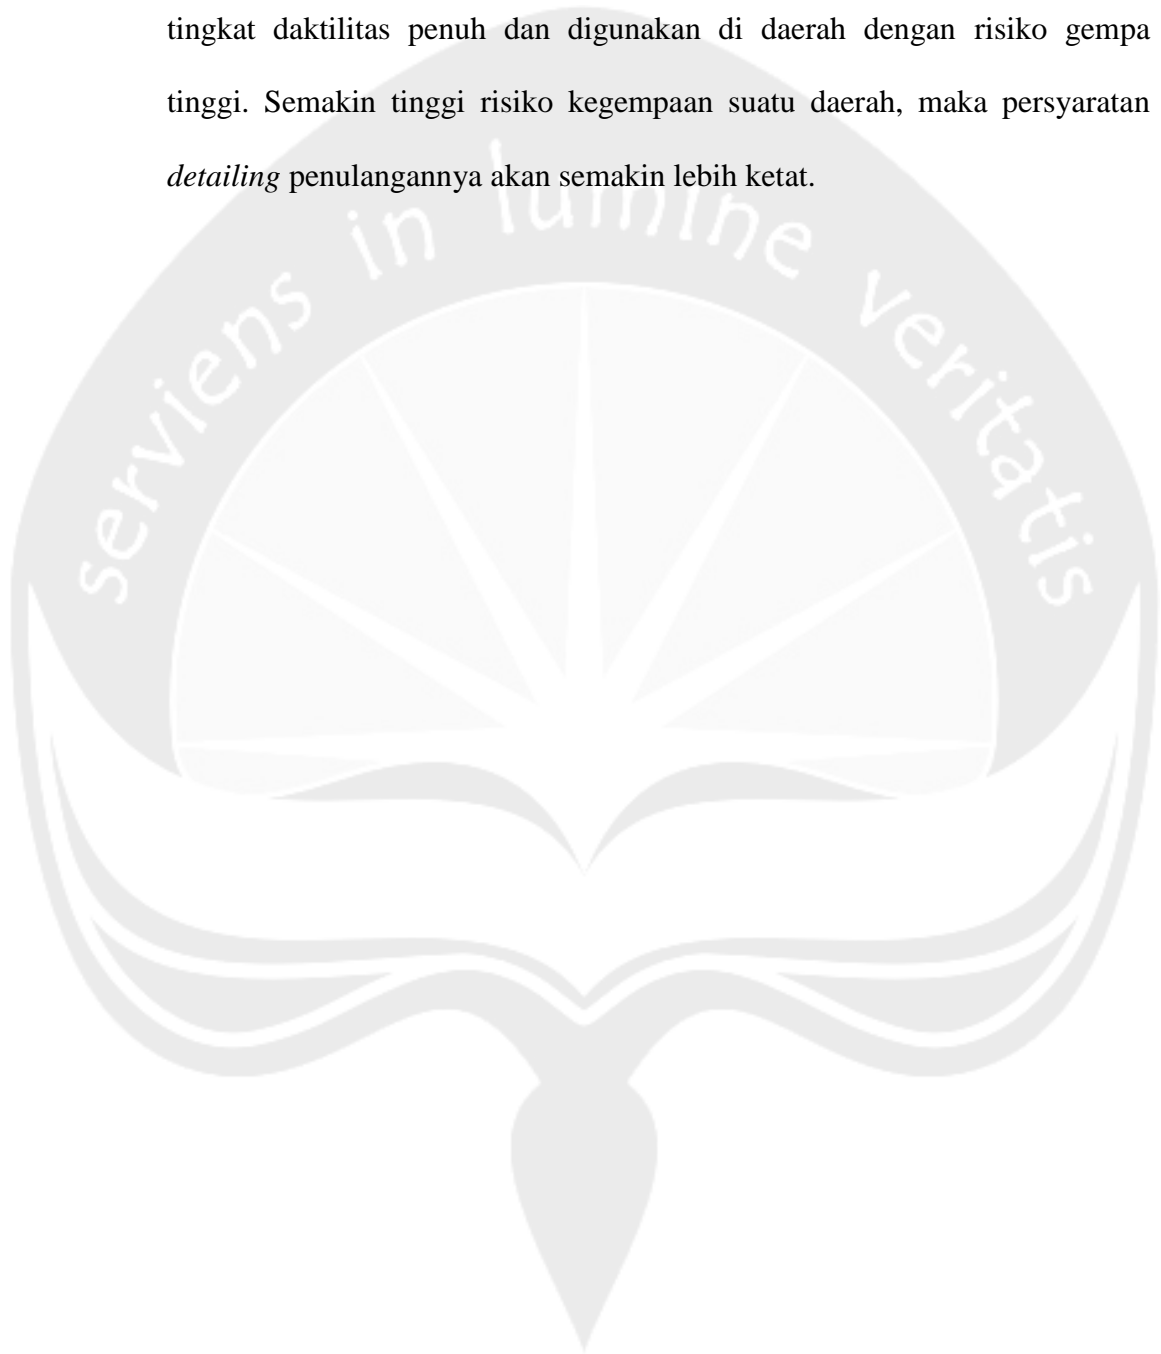 tingkat daktilitas penuh dan digunakan di daerah dengan risiko gempa
tinggi. Semakin tinggi risiko kegempaan suatu daerah, maka persyaratan
detailing penulangannya akan semakin lebih ketat.
serviens in lumine veritatis